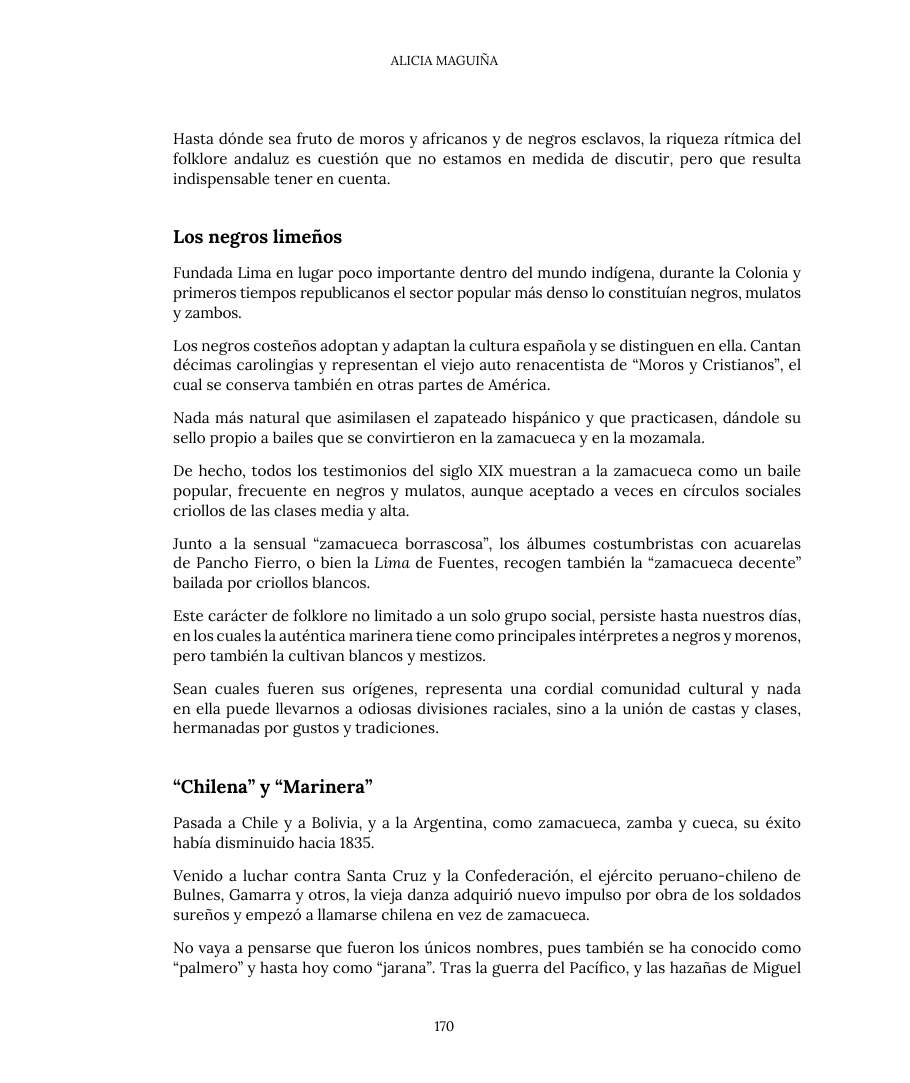 ALICIA MAGUIÑA
Hasta dónde sea fruto de moros y africanos y de negros esclavos, la riqueza rítmica del
folklore andaluz es cuestión que no estamos en medida de discutir, pero que resulta
indispensable tener en cuenta.
Los negros limeños
Fundada Lima en lugar poco importante dentro del mundo indígena, durante la Colonia y
primeros tiempos republicanos el sector popular más denso lo constituían negros, mulatos
y zambos.
Los negros costeños adoptan y adaptan la cultura española y se distinguen en ella. Cantan
décimas carolingias y representan el viejo auto renacentista de “Moros y Cristianos”, el
cual se conserva también en otras partes de América.
Nada más natural que asimilasen el zapateado hispánico y que practicasen, dándole su
sello propio a bailes que se convirtieron en la zamacueca y en la mozamala.
De hecho, todos los testimonios del siglo XIX muestran a la zamacueca como un baile
popular, frecuente en negros y mulatos, aunque aceptado a veces en círculos sociales
criollos de las clases media y alta.
Junto a la sensual “zamacueca borrascosa”, los álbumes costumbristas con acuarelas
de Pancho Fierro, o bien la Lima de Fuentes, recogen también la “zamacueca decente”
bailada por criollos blancos.
Este carácter de folklore no limitado a un solo grupo social, persiste hasta nuestros días,
en los cuales la auténtica marinera tiene como principales intérpretes a negros y morenos,
pero también la cultivan blancos y mestizos.
Sean cuales fueren sus orígenes, representa una cordial comunidad cultural y nada
en ella puede llevarnos a odiosas divisiones raciales, sino a la unión de castas y clases,
hermanadas por gustos y tradiciones.
“Chilena” y “Marinera”
Pasada a Chile y a Bolivia, y a la Argentina, como zamacueca, zamba y cueca, su éxito
había disminuido hacia 1835.
Venido a luchar contra Santa Cruz y la Confederación, el ejército peruano-chileno de
Bulnes, Gamarra y otros, la vieja danza adquirió nuevo impulso por obra de los soldados
sureños y empezó a llamarse chilena en vez de zamacueca.
No vaya a pensarse que fueron los únicos nombres, pues también se ha conocido como
“palmero” y hasta hoy como “jarana”. Tras la guerra del Pacífico, y las hazañas de Miguel
170